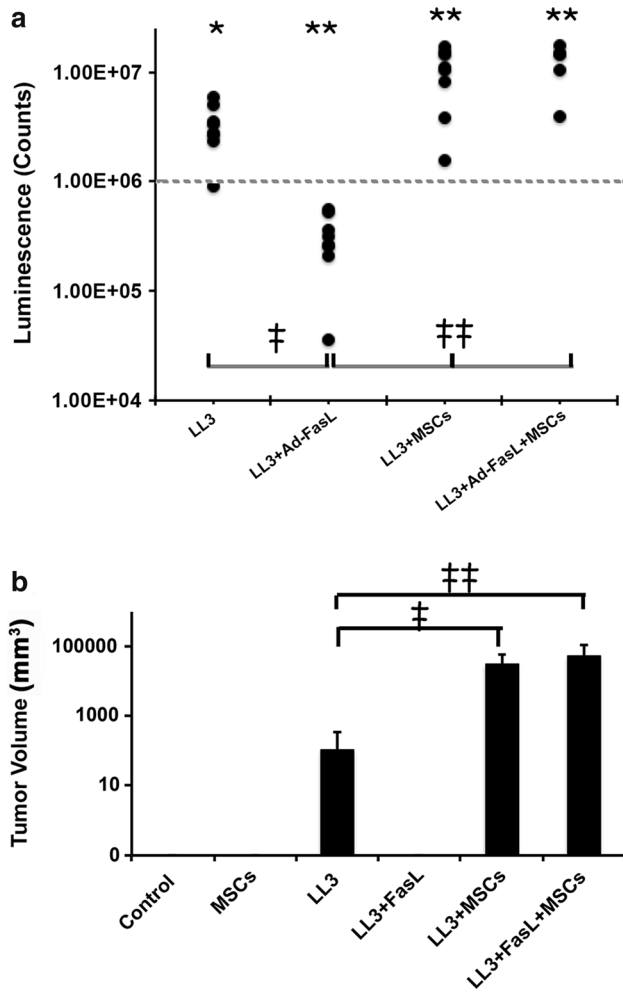 a
* ** ** **
Luminescence (Counts)
1.00E+07
1.00E+06
1.00E+05
1.00E+04
‡ ‡‡
LL3 LL3+Ad-FasL LL3+MSCs LL3+Ad-FasL+MSCs
b
‡‡
‡
Tumor Volume (mm³)
100000
1000
10
0
Control MSCs LL3 LL3+FasL LL3+MSCs LL3+FasL+MSCs